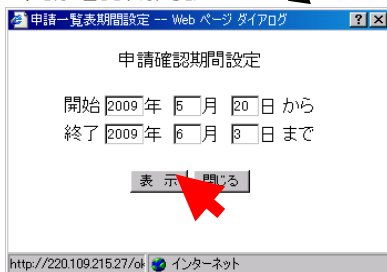 申請一覧表期間設定 -- Web ページ ダイアログ
申請確認期間設定
開始 2009 年 5 月 20 日 から
終了 2009 年 6 月 3 日 まで
表 示 閉じる
http://220.109.215.27/ok インターネット